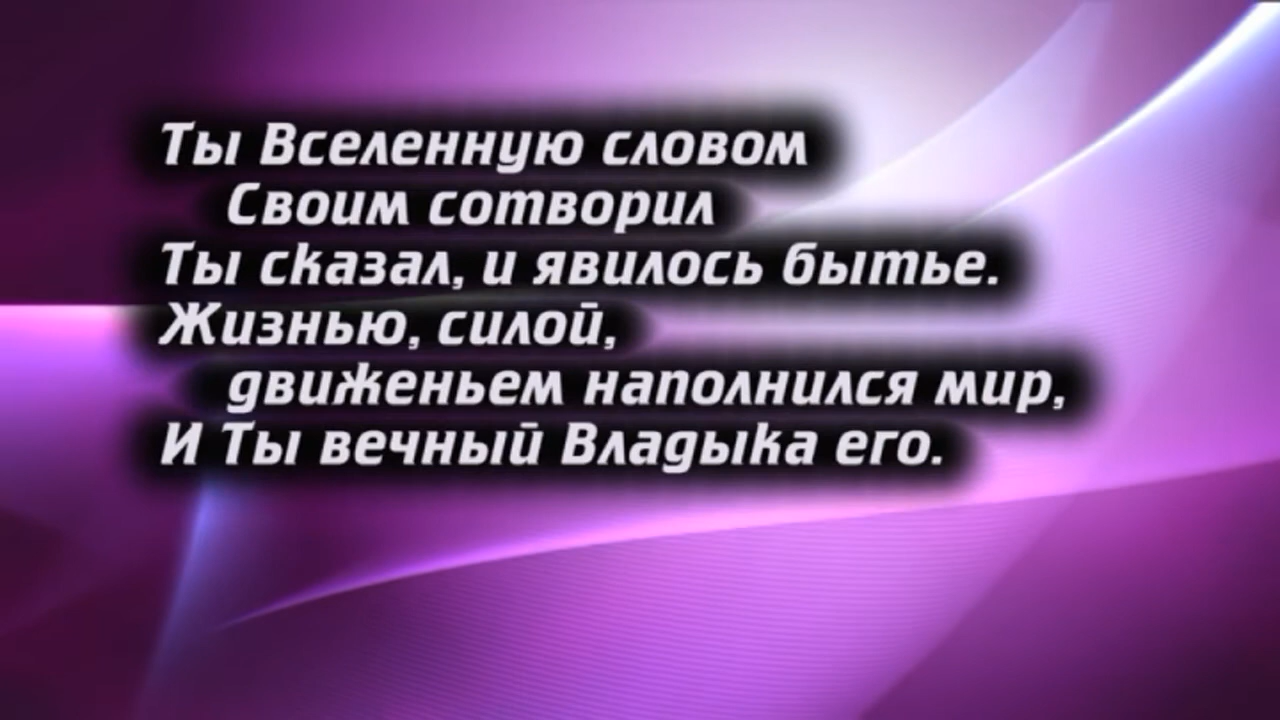 Ты Вселенную словом
Своим сотворил
Ты сказал, и явилось бытье.
Жизнью, силой,
движеньем наполнился мир,
И Ты вечный Владыка его.